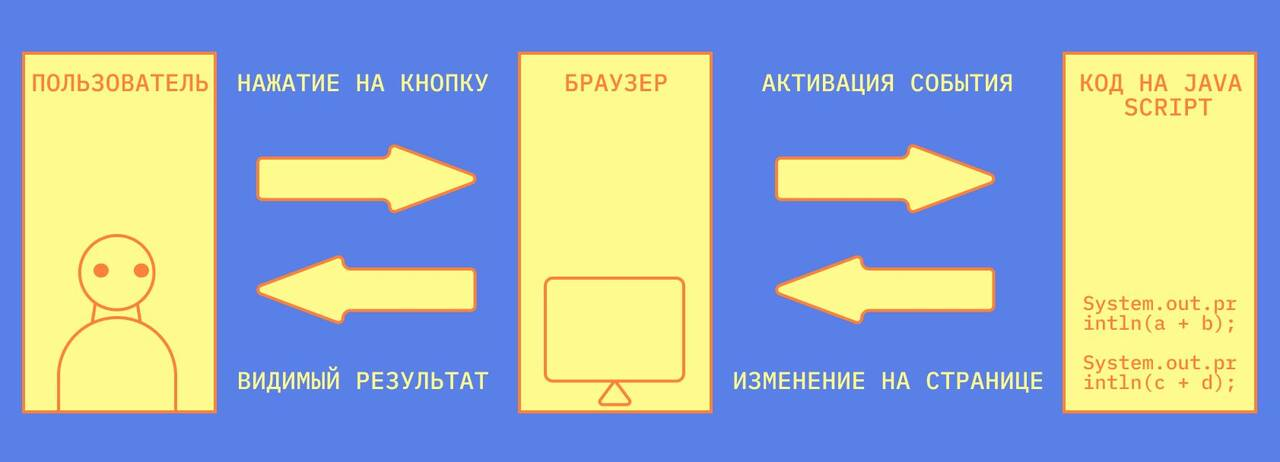 ПОЛЬЗОВАТЕЛЬ
НАЖАТИЕ НА КНОПКУ
БРАУЗЕР
АКТИВАЦИЯ СОБЫТИЯ
КОД НА JAVA
SCRIPT
ВИДИМЫЙ РЕЗУЛЬТАТ
ИЗМЕНЕНИЕ НА СТРАНИЦЕ
System.out.pr
intln(a + b);
System.out.pr
intln(c + d);